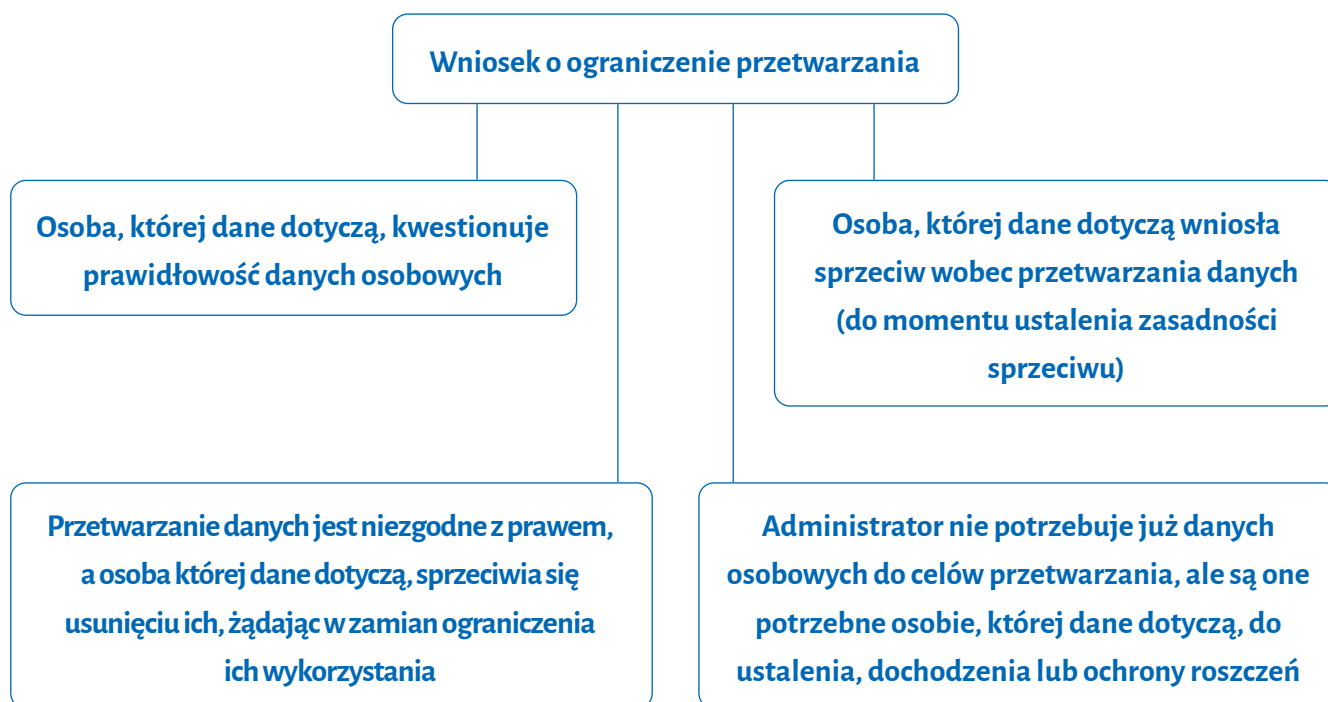 Wniosek o ograniczenie przetwarzania
Osoba, której dane dotyczą, kwestionuje
prawidłowość danych osobowych
Osoba, której dane dotyczą wniosła
sprzeciw wobec przetwarzania danych
(do momentu ustalenia zasadności
sprzeciwu)
Przetwarzanie danych jest niezgodne z prawem,
a osoba której dane dotyczą, sprzeciwia się
usunięciu ich, żądając w zamian ograniczenia
ich wykorzystania
Administrator nie potrzebuje już danych
osobowych do celów przetwarzania, ale są one
potrzebne osobie, której dane dotyczą, do
ustalenia, dochodzenia lub ochrony roszczeń